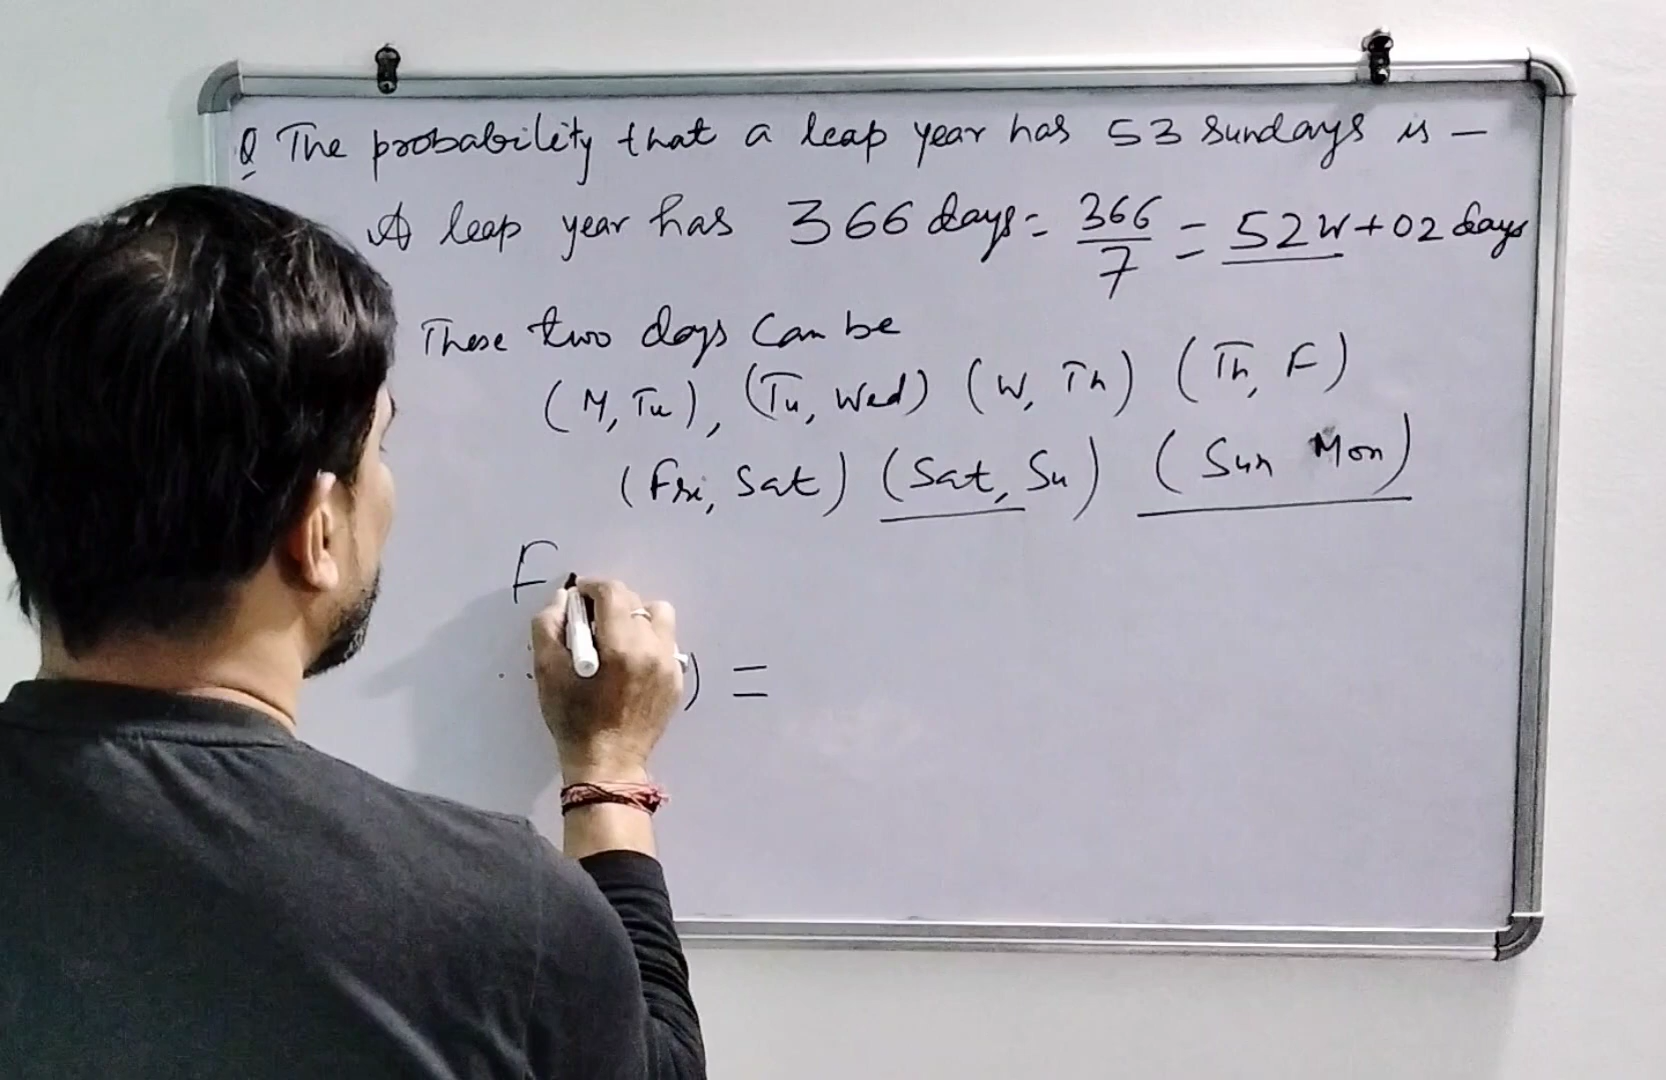 Q The probability that a leap year has 53 sundays is —
A leap year has 366 days = 366/7 = 52W + 02 days
These two days can be
(M, Tu), (Tu, Wed) (W, Th) (Th, F)
(Fri, Sat) (Sat, Su) (Sun Mon)
F
) =